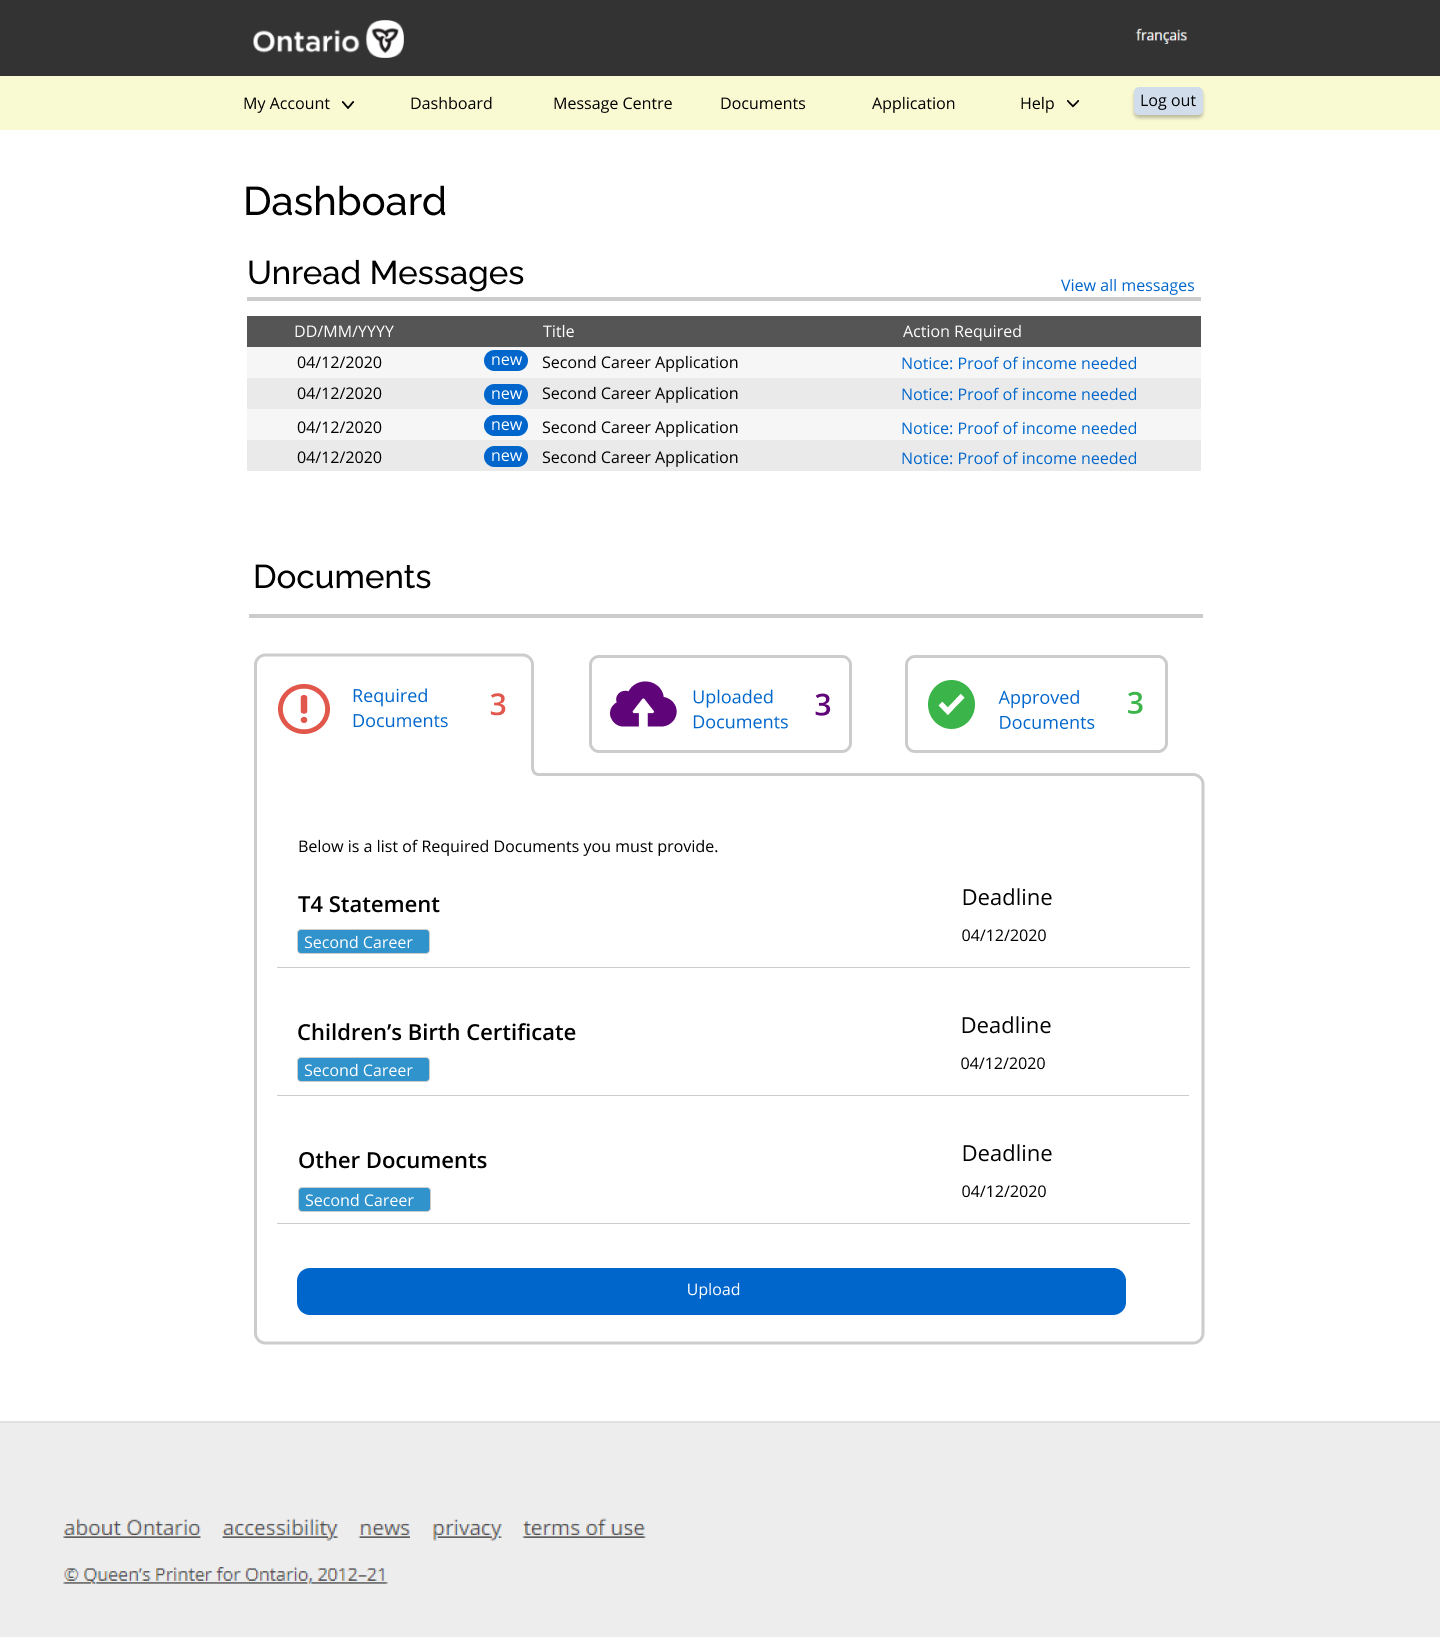 Ontario
français
My Account Dashboard Message Centre Documents Application Help Log out
Dashboard
Unread Messages
View all messages
DD/MM/YYYY Title Action Required
04/12/2020 new Second Career Application Notice: Proof of income needed
04/12/2020 new Second Career Application Notice: Proof of income needed
04/12/2020 new Second Career Application Notice: Proof of income needed
04/12/2020 new Second Career Application Notice: Proof of income needed
Documents
Required
Documents
3
Uploaded
Documents
3
Approved
Documents
3
Below is a list of Required Documents you must provide.
T4 Statement
Second Career
Deadline
04/12/2020
Children’s Birth Certificate
Second Career
Deadline
04/12/2020
Other Documents
Second Career
Deadline
04/12/2020
Upload
about Ontario accessibility news privacy terms of use
© Queen’s Printer for Ontario, 2012–21